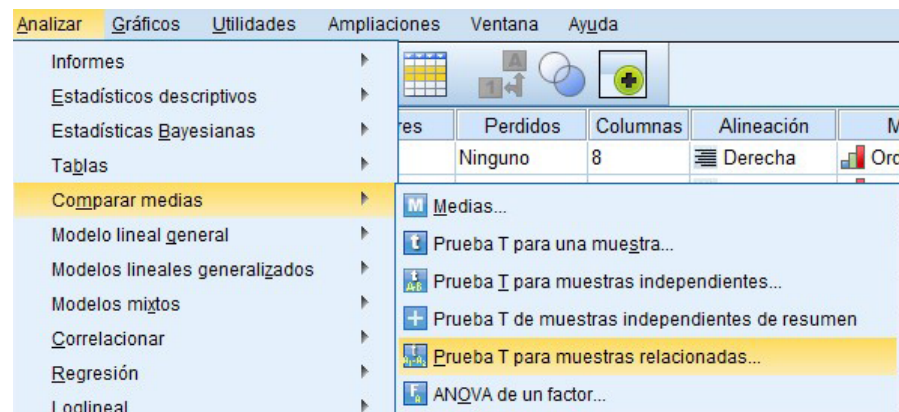 Analizar Gráficos Utilidades Ampliaciones Ventana Ayuda
Informes
Estadísticos descriptivos
Estadísticas Bayesianas
Tablas
Comparar medias
Modelo lineal general
Modelos lineales generalizados
Modelos mixtos
Correlacionar
Regresión
Loglineal
Perdidos Columnas Alineación
Ninguno 8 Derecha
Medias...
Prueba T para una muestra...
Prueba T para muestras independientes...
Prueba T de muestras independientes de resumen
Prueba T para muestras relacionadas...
ANOVA de un factor...